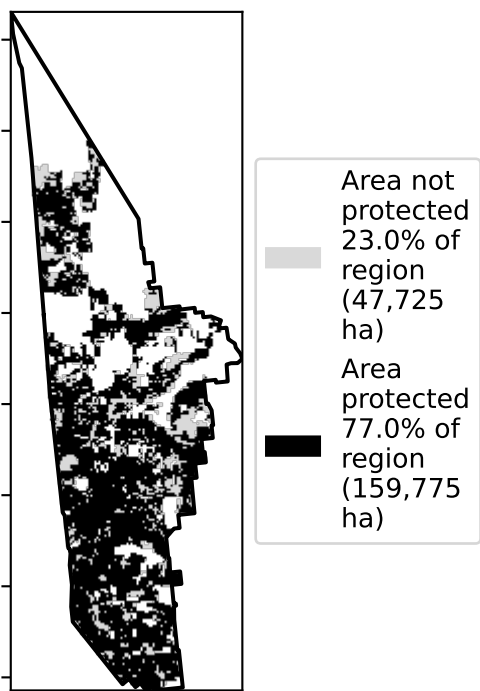 Area not
protected
23.0% of
region
(47,725
ha)
Area
protected
77.0% of
region
(159,775
ha)